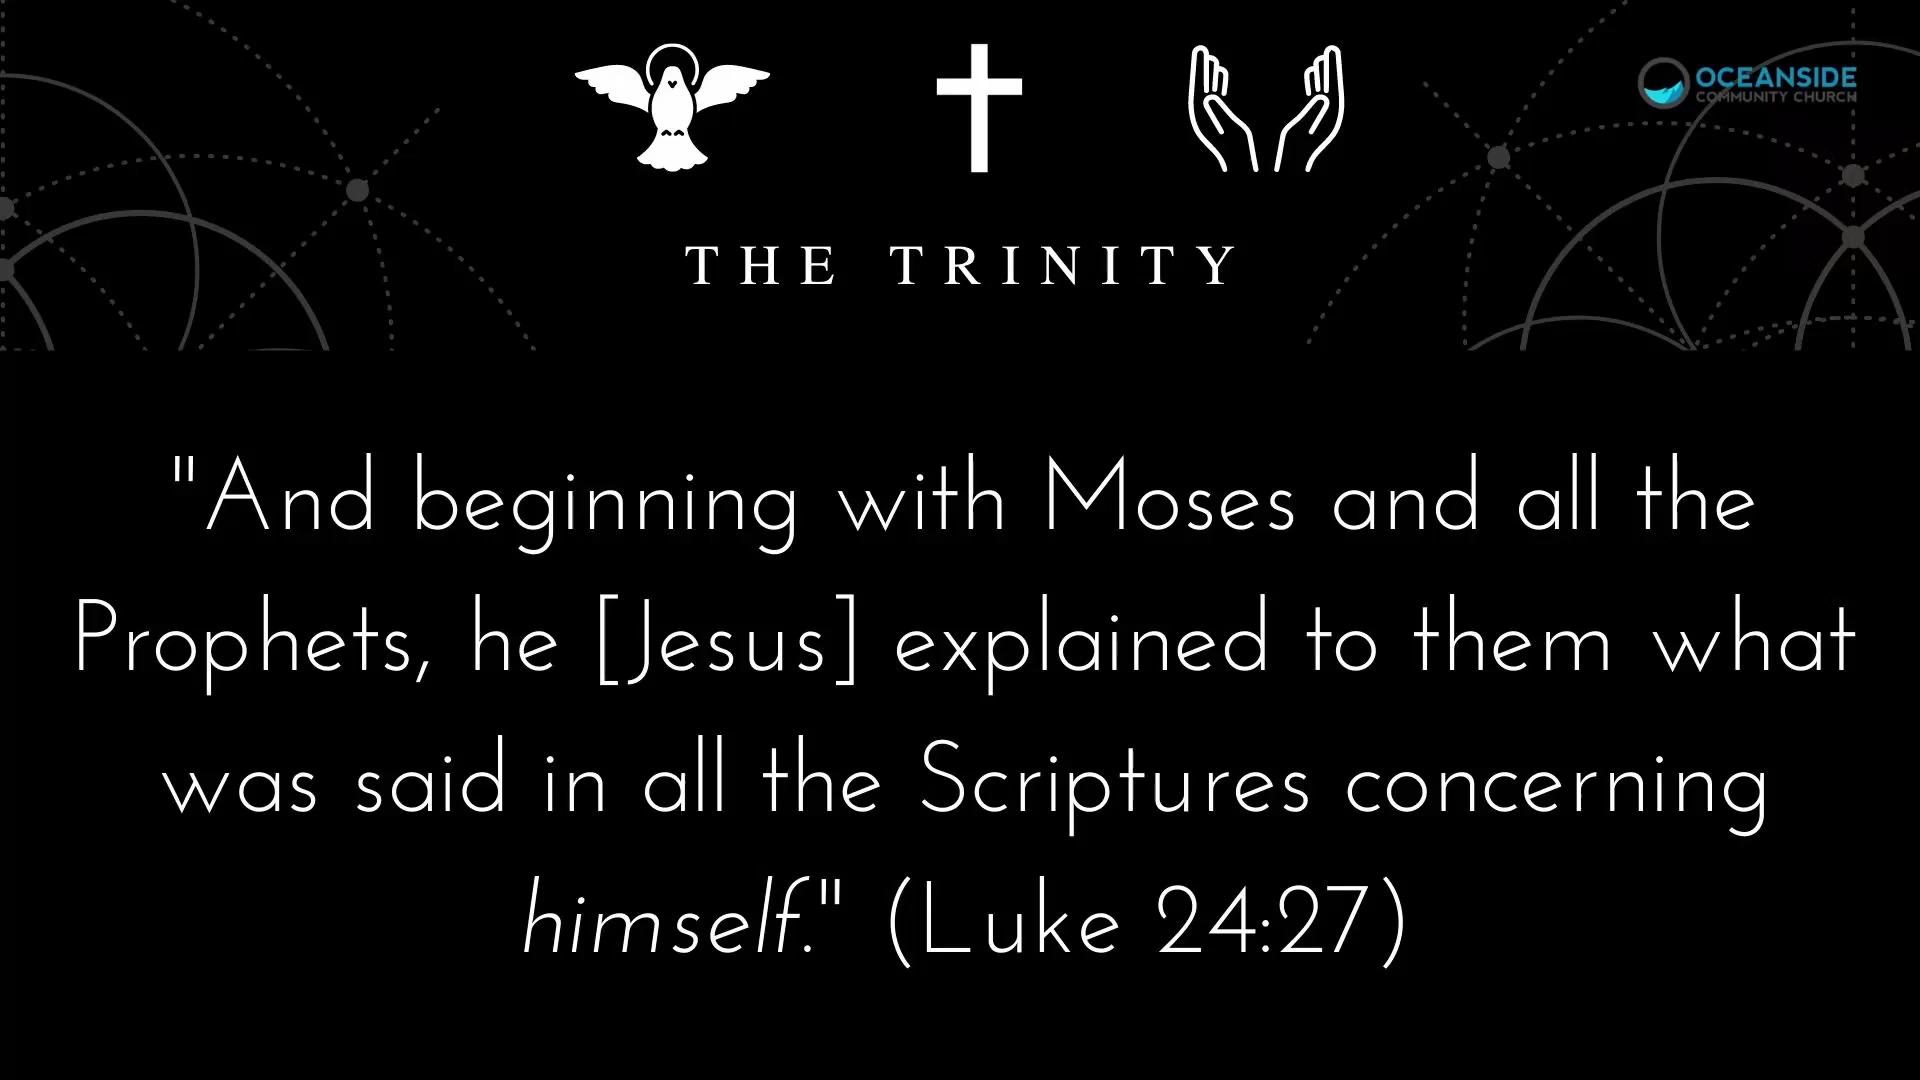 OCEANSIDE
COMMUNITY CHURCH
THE TRINITY
"And beginning with Moses and all the
Prophets, he [Jesus] explained to them what
was said in all the Scriptures concerning
himself." (Luke 24:27)